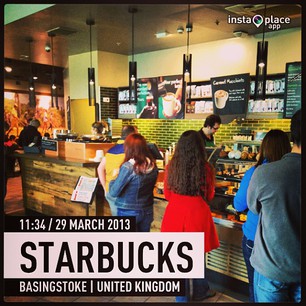 insta place
app
Caramel Macchiato
11:34 / 29 MARCH 2013
STARBUCKS
BASINGSTOKE | UNITED KINGDOM